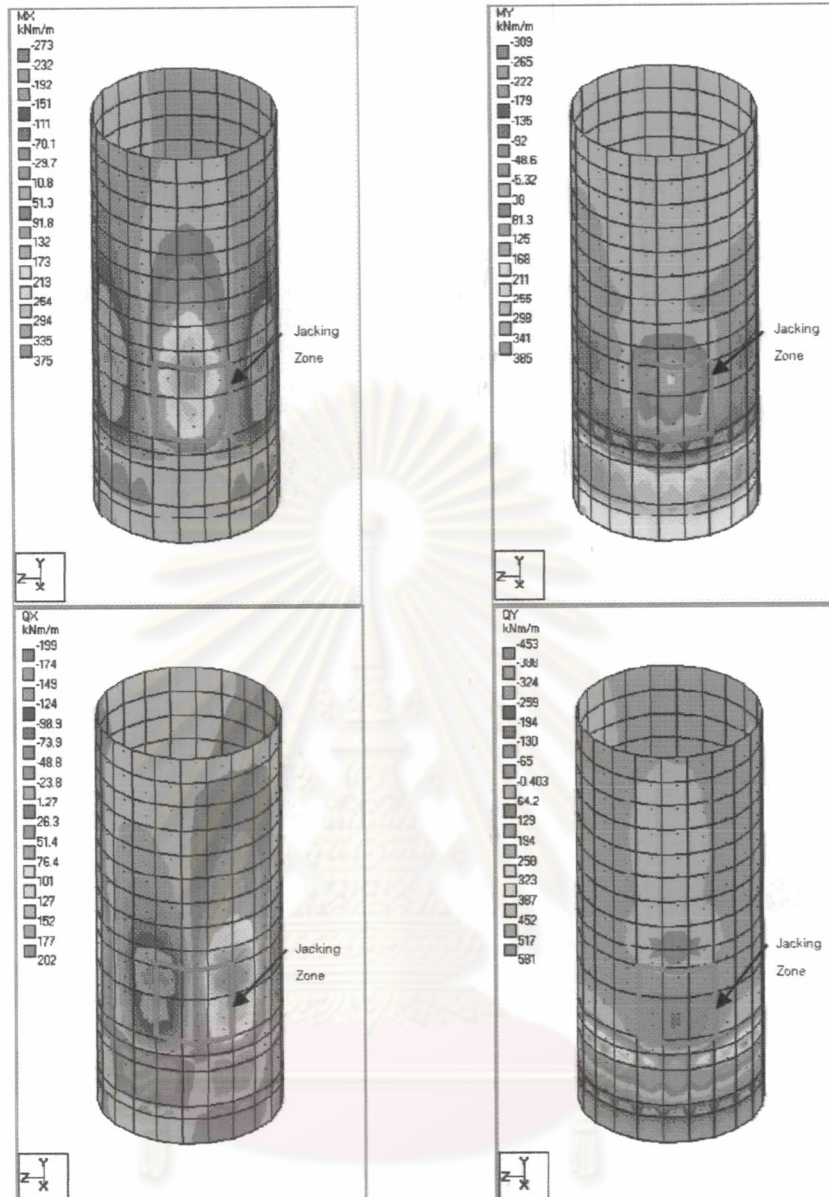 MX
kNm/m
-273
-232
-192
-151
-111
-70.1
-29.7
10.8
51.3
91.8
132
173
213
254
294
335
375
Jacking
Zone
Y
Z
X
MY
kNm/m
-309
-265
-222
-179
-135
-92
-48.6
-5.32
38
81.3
125
168
211
255
298
341
385
Jacking
Zone
Y
Z
X
QX
kNm/m
-199
-174
-149
-124
-98.9
-73.9
-48.8
-23.8
1.27
26.3
51.4
76.4
101
127
152
177
202
Jacking
Zone
Y
Z
X
QY
kNm/m
-453
-388
-324
-259
-194
-130
-65
-0.403
64.2
129
194
258
323
387
452
517
581
Jacking
Zone
Y
Z
X